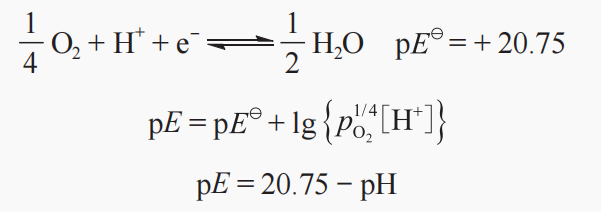 1/4 O₂ + H⁺ + e⁻ ⇌ 1/2 H₂O pE⊖ = + 20.75
pE = pE⊖ + lg {p_{O₂}^{1/4}[H⁺]}
pE = 20.75 − pH